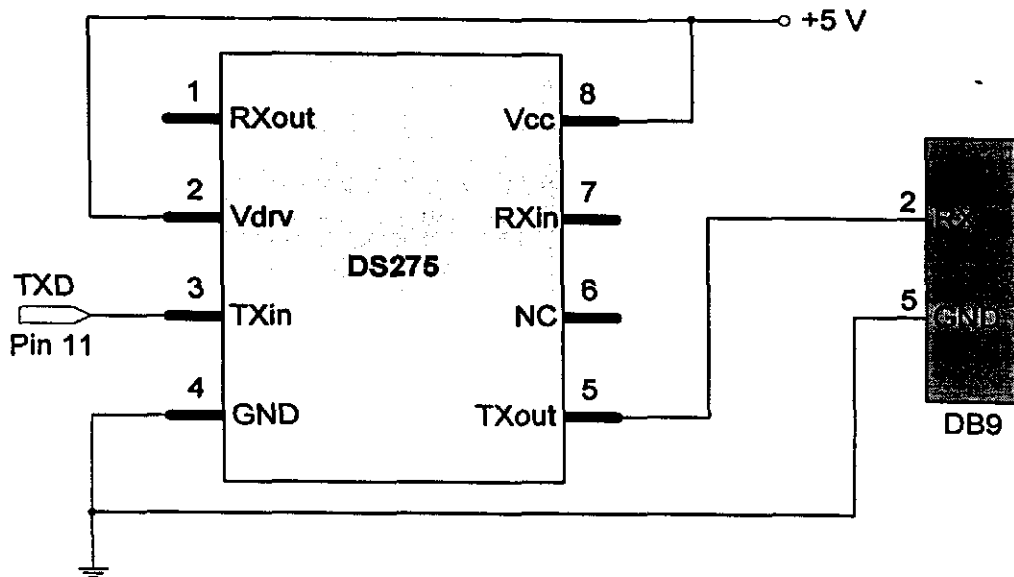 +5 V
1
RXout
8
Vcc
2
Vdrv
7
RXin
DS275
TXD
Pin 11
3
TXin
6
NC
4
GND
5
TXout
2
RX
5
GND
DB9